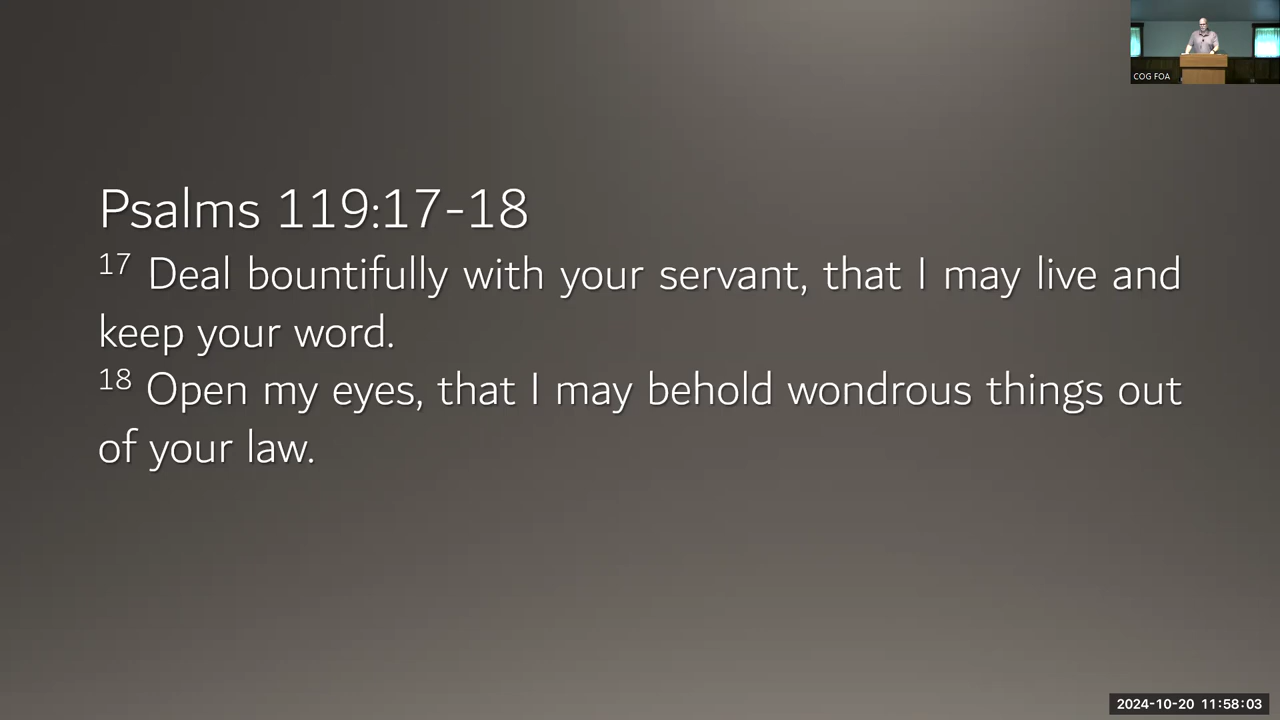 COG FOA
Psalms 119:17-18
17 Deal bountifully with your servant, that I may live and
keep your word.
18 Open my eyes, that I may behold wondrous things out
of your law.
2024-10-20 11:58:03